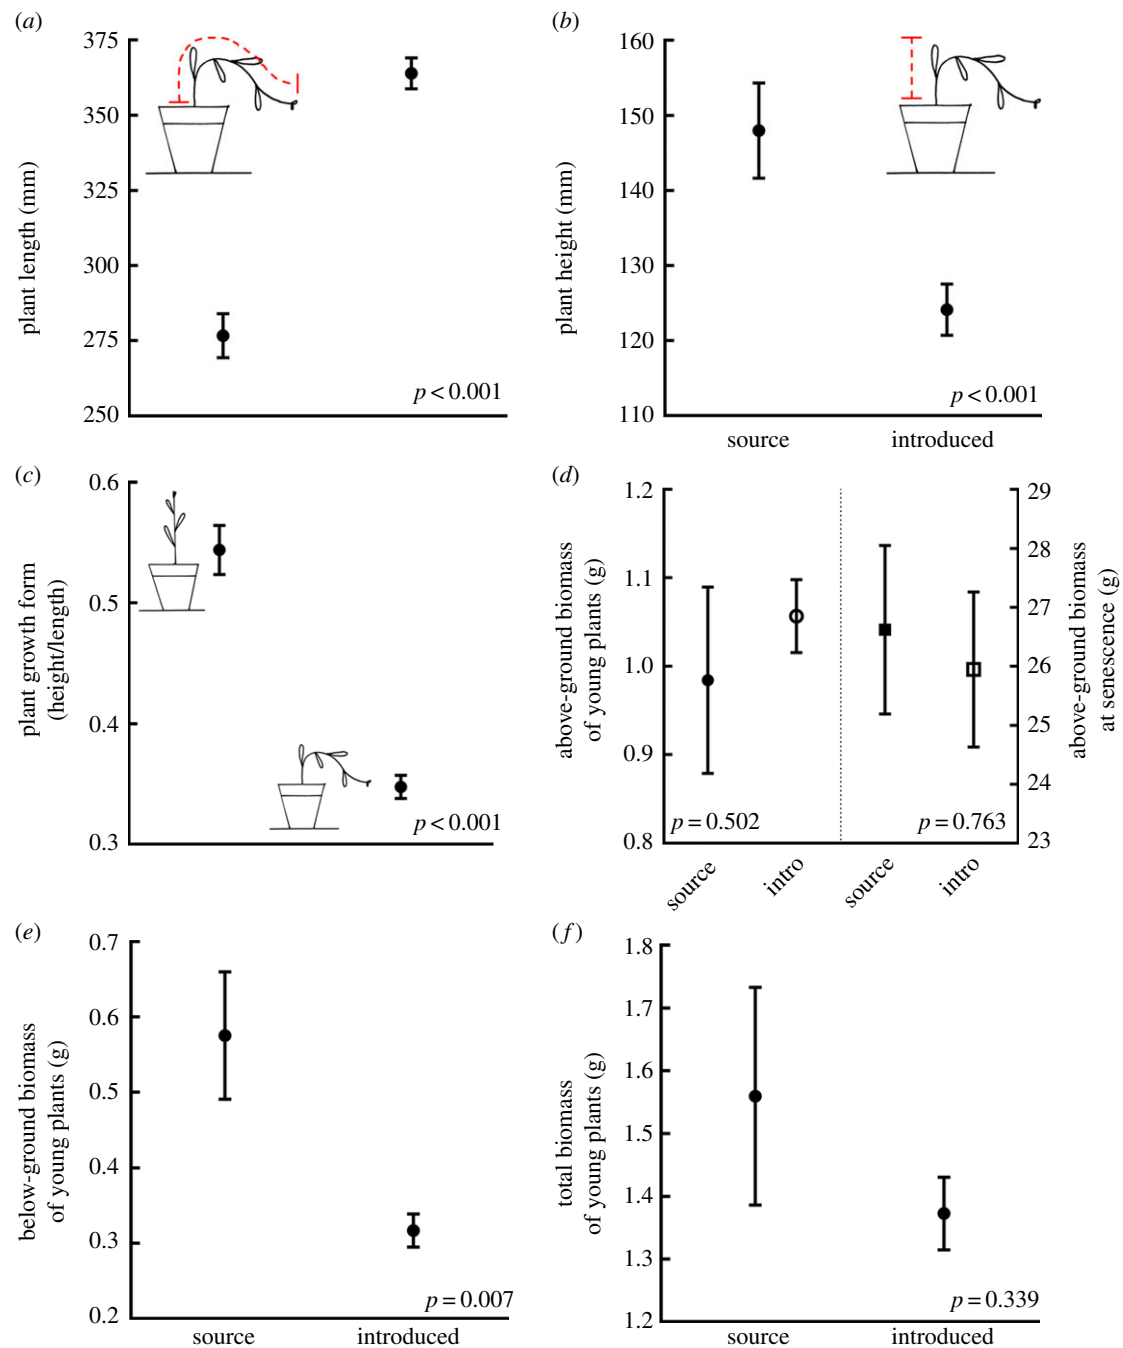 (a)
375
350
325
300
275
250
plant length (mm)
p < 0.001
(b)
160
150
140
130
120
110
plant height (mm)
p < 0.001
source introduced
(c)
0.6
0.5
0.4
0.3
plant growth form
(height/length)
p < 0.001
(d)
1.2
1.1
1.0
0.9
0.8
above-ground biomass
of young plants (g)
29
28
27
26
25
24
23
above-ground biomass
at senescence (g)
p = 0.502
p = 0.763
source intro source intro
(e)
0.7
0.6
0.5
0.4
0.3
0.2
below-ground biomass
of young plants (g)
p = 0.007
source introduced
(f)
1.8
1.7
1.6
1.5
1.4
1.3
1.2
total biomass
of young plants (g)
p = 0.339
source introduced